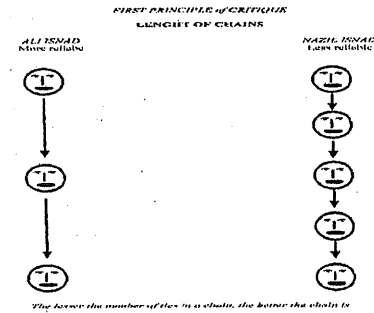 FIRST PRINCIPLE of CRITIQUE
LENGHT OF CHAINS
ALI ISNAD
More reliable
NAZIL ISNAD
Less reliable
The lesser the number of ties in a chain, the better the chain is